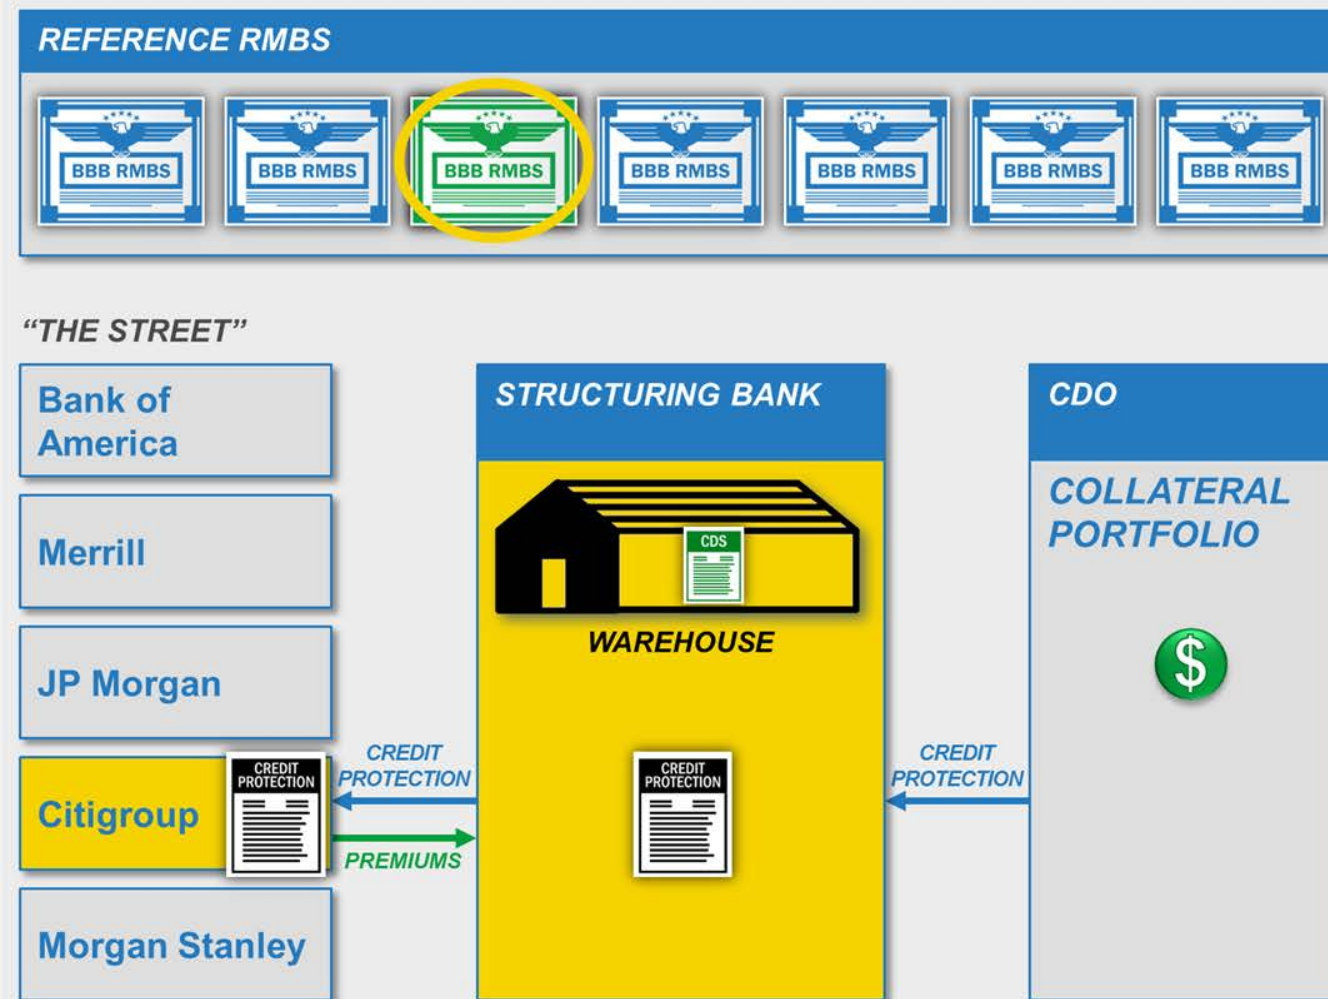 REFERENCE RMBS
BBB RMBS
BBB RMBS
BBB RMBS
BBB RMBS
BBB RMBS
BBB RMBS
BBB RMBS
“THE STREET”
Bank of
America
Merrill
JP Morgan
Citigroup
CREDIT
PROTECTION
Morgan Stanley
CREDIT
PROTECTION
PREMIUMS
STRUCTURING BANK
CDS
WAREHOUSE
CREDIT
PROTECTION
CREDIT
PROTECTION
CDO
COLLATERAL
PORTFOLIO
$